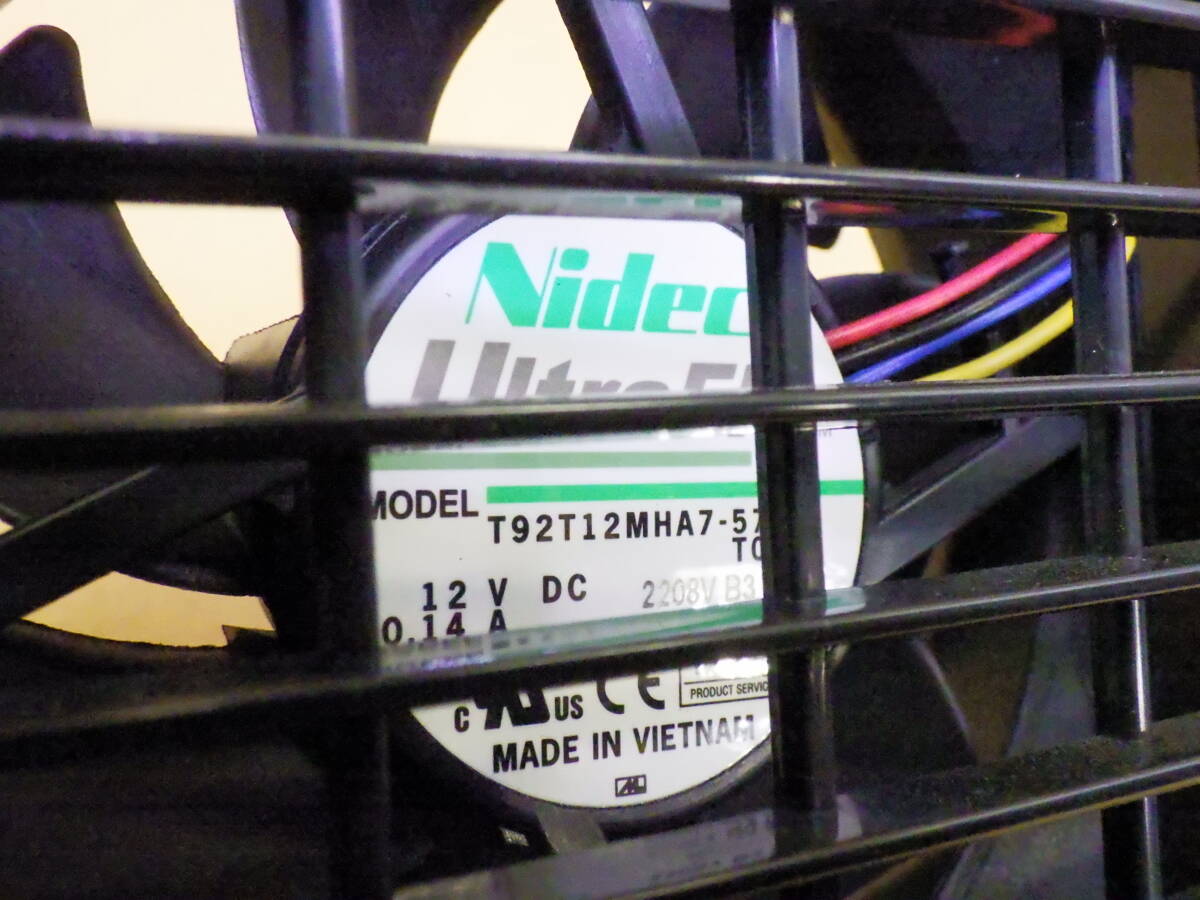 Nidec
MODEL T92T12MHA7-57
12 V DC 2208V B3
0.14 A
C US CE
PRODUCT SERVIC
MADE IN VIETNAM